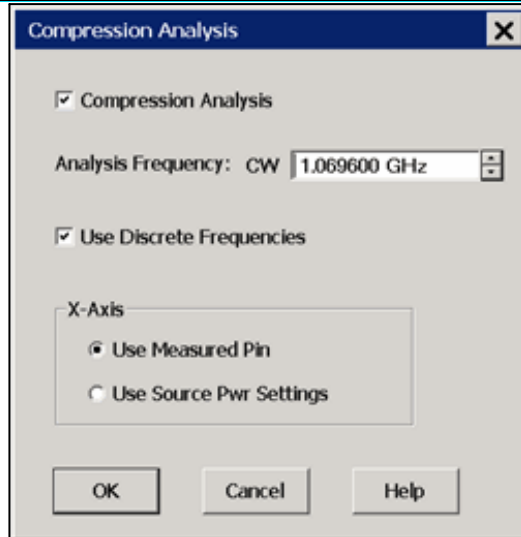 Compression Analysis
Compression Analysis
Analysis Frequency: CW 1.069600 GHz
Use Discrete Frequencies
X-Axis
Use Measured Pin
Use Source Pwr Settings
OK Cancel Help